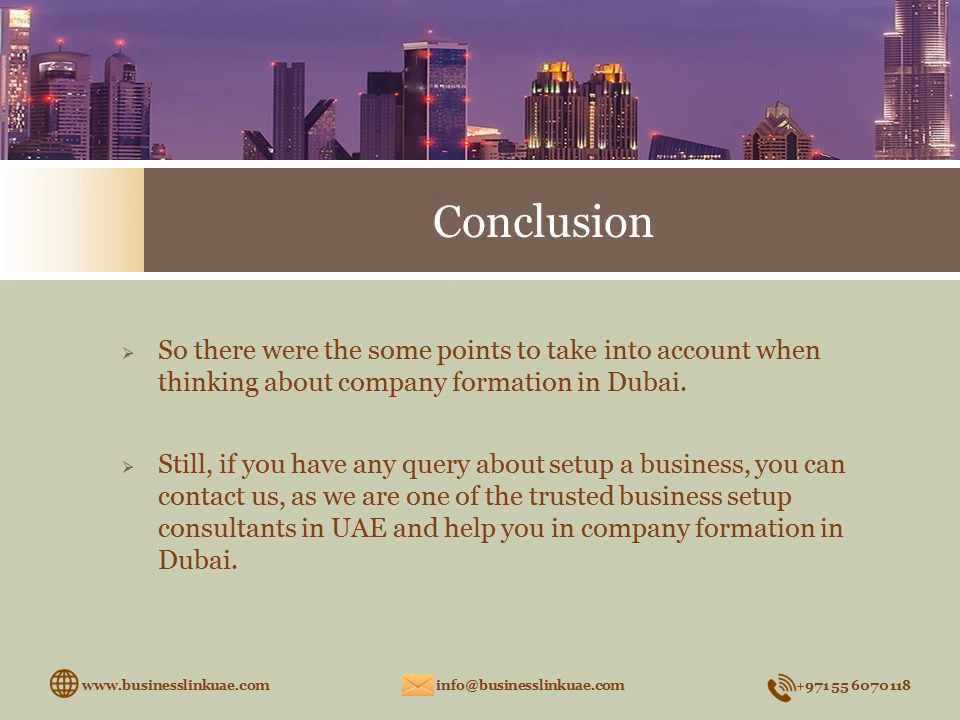 Conclusion
So there were the some points to take into account when
thinking about company formation in Dubai.
Still, if you have any query about setup a business, you can
contact us, as we are one of the trusted business setup
consultants in UAE and help you in company formation in
Dubai.
www.businesslinkuae.com info@businesslinkuae.com +971 55 6070118